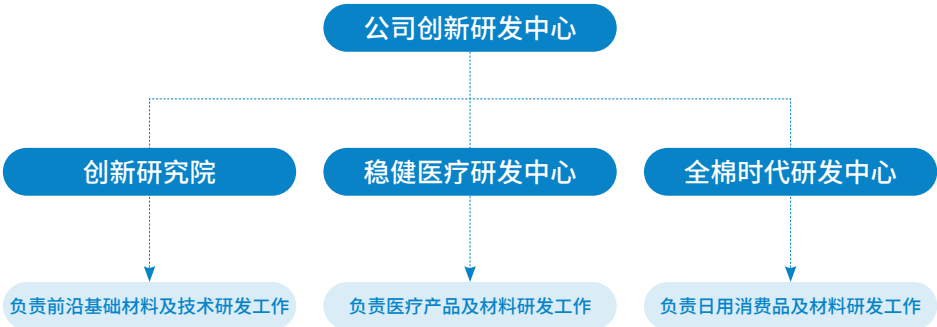 公司创新研发中心
创新研究院
稳健医疗研发中心
全棉时代研发中心
负责前沿基础材料及技术研发工作
负责医疗产品及材料研发工作
负责日用消费品及材料研发工作